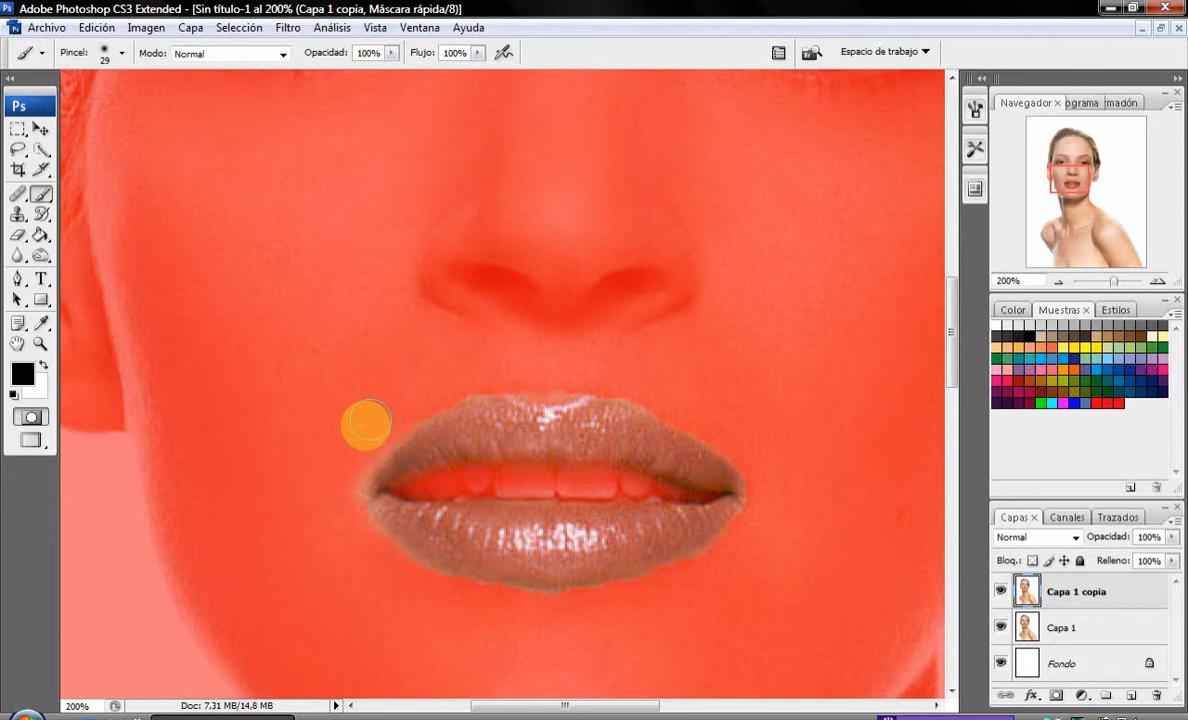 Adobe Photoshop CS3 Extended - [Sin título-1 al 200% (Capa 1 copia, Máscara rápida/8)]
Archivo Edición Imagen Capa Selección Filtro Análisis Vista Ventana Ayuda
Pincel: 29 Modo: Normal Opacidad: 100% Flujo: 100% Espacio de trabajo
Ps
Navegador × ograma mación
200%
Color Muestras × Estilos
Capas × Canales Trazados
Normal Opacidad: 100%
Bloq.: Relleno: 100%
Capa 1 copia
Capa 1
Fondo
200% Doc: 7,31 MB/14,8 MB